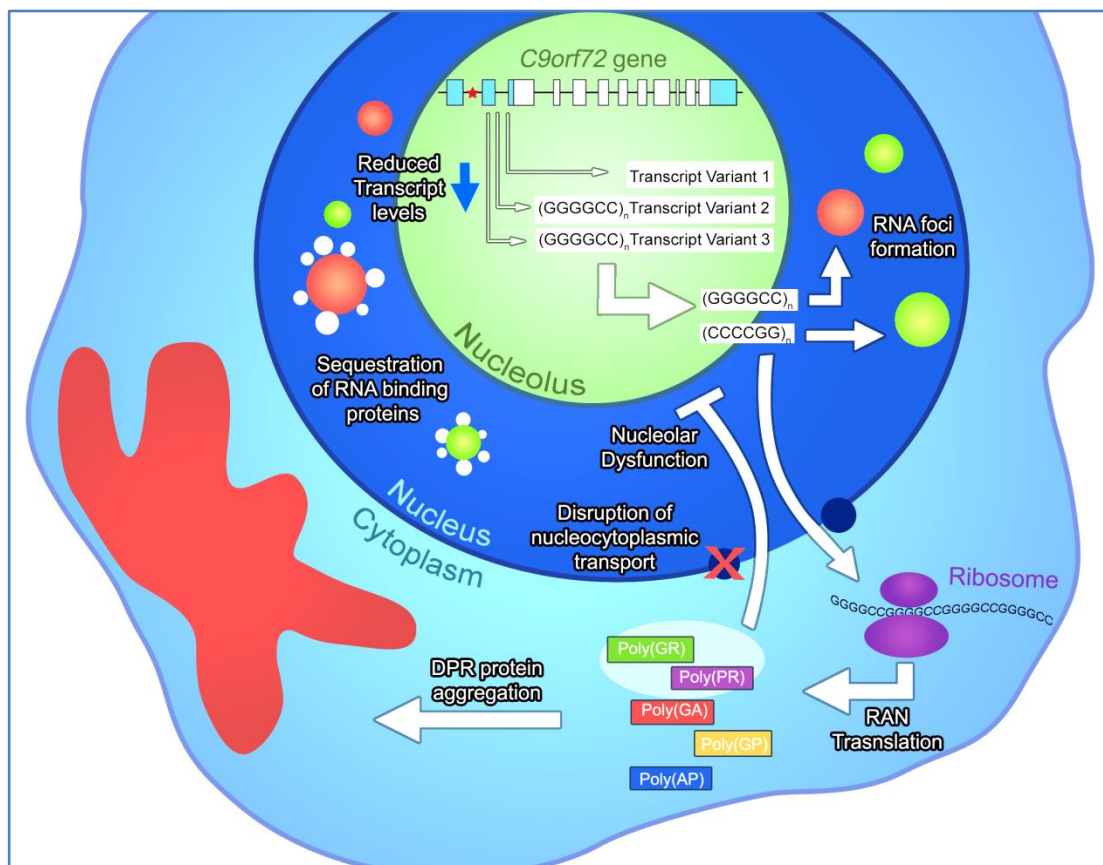 C9orf72 gene
Reduced
Transcript
levels
Transcript Variant 1
(GGGGCC)n Transcript Variant 2
(GGGGCC)n Transcript Variant 3
RNA foci
formation
(GGGGCC)n
(CCCCGG)n
Nucleolus
Sequestration
of RNA binding
proteins
Nucleolar
Dysfunction
Nucleus
Cytoplasm
Disruption of
nucleocytoplasmic
transport
X
Ribosome
GGGGCCGGGGCCGGGGCCGGGGCC
Poly(GR)
Poly(PR)
Poly(GA)
Poly(GP)
Poly(AP)
DPR protein
aggregation
RAN
Trasnslation